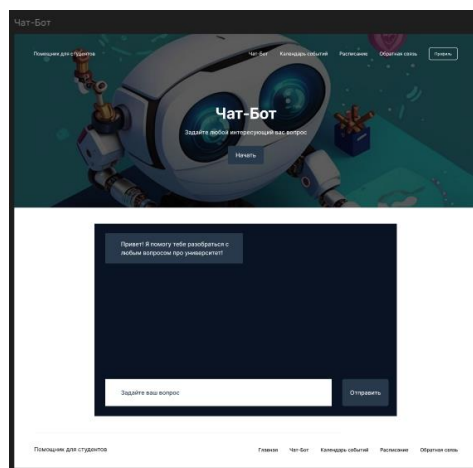 Чат-Бот
Помощник для студентов
Чат-Бот Календарь событий Расписание Обратная связь Профиль
Чат-Бот
Задайте любой интересующий вас вопрос
Начать
Привет! Я помогу тебе разобраться с
любым вопросом про университет!
Задайте ваш вопрос
Отправить
Помощник для студентов
Главная Чат-Бот Календарь событий Расписание Обратная связь